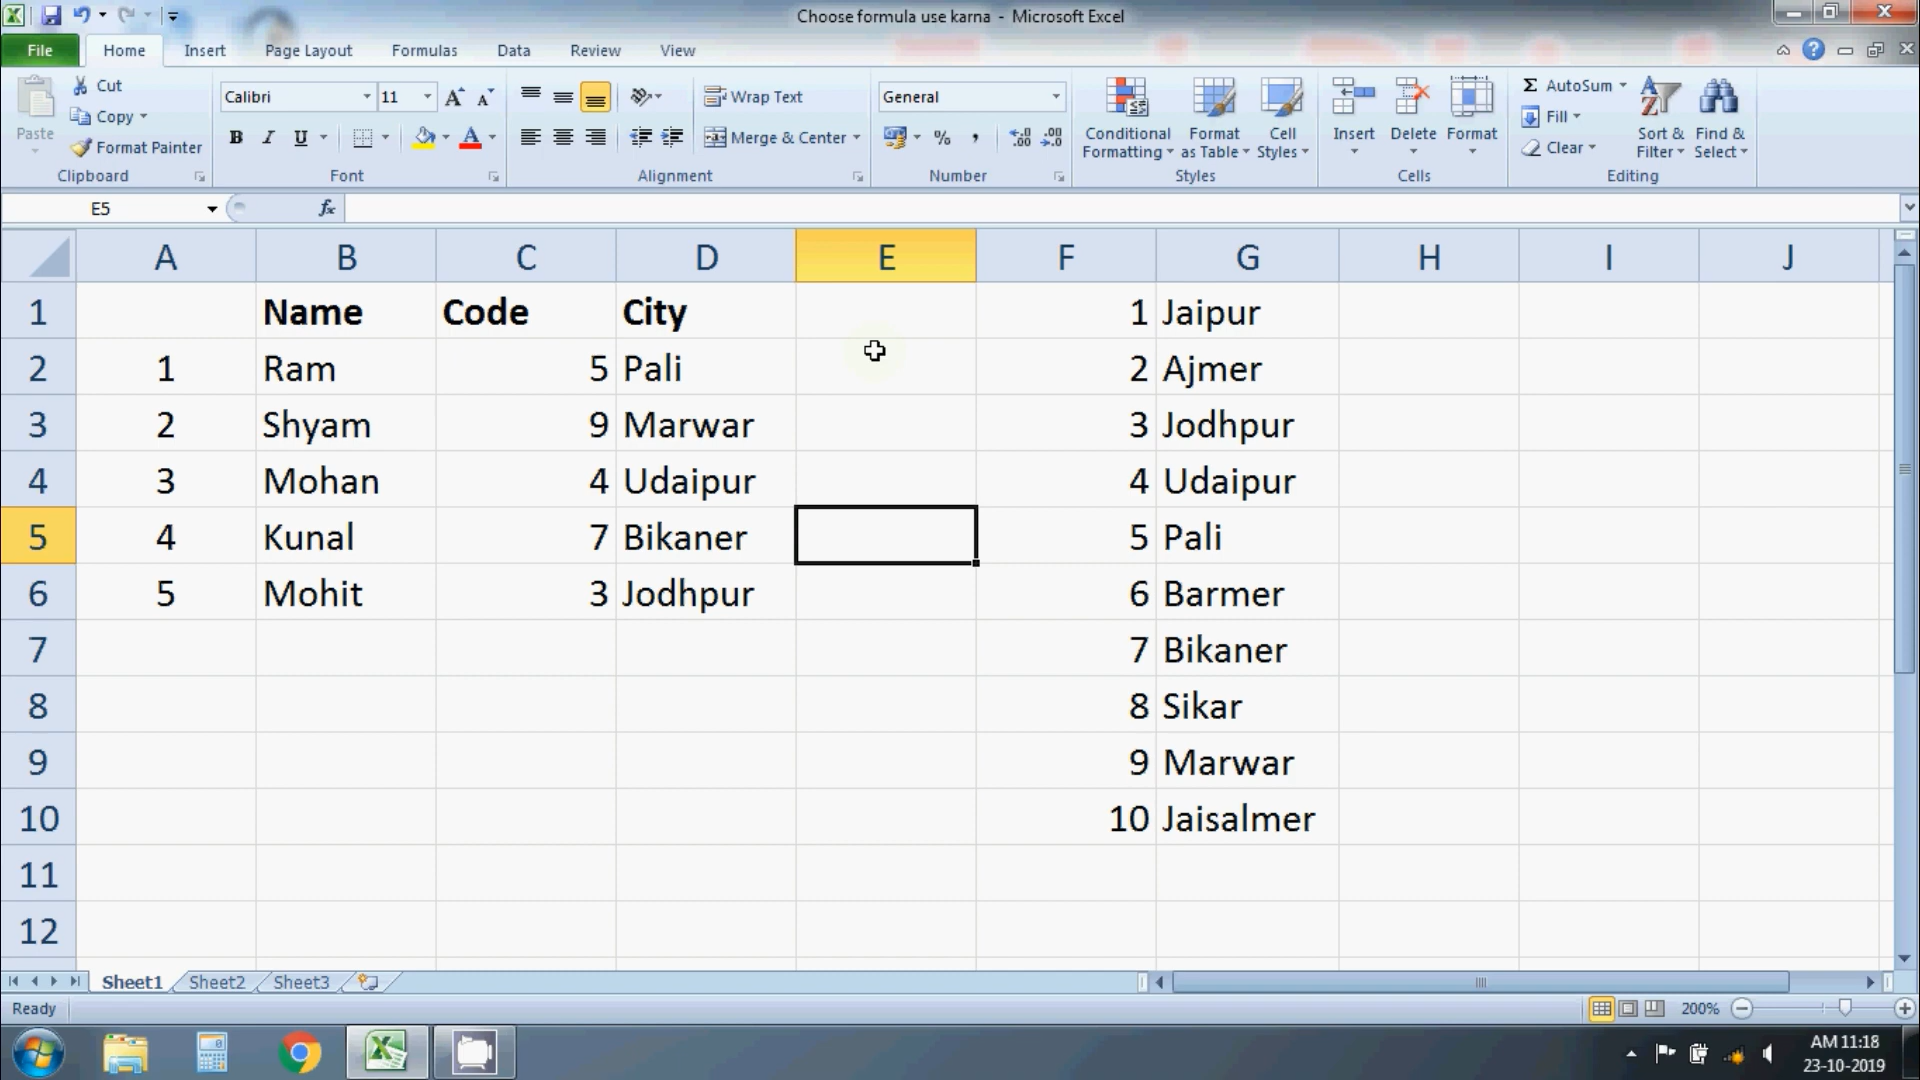 Choose formula use karna - Microsoft Excel
File Home Insert Page Layout Formulas Data Review View
Paste Cut Copy Format Painter Clipboard
Calibri 11 A A B I U A Font
Wrap Text Merge & Center Alignment
General % , .0 .00 .00 .0 Number
Conditional Formatting Format as Table Cell Styles Styles
Insert Delete Format Cells
Σ AutoSum Fill Clear Sort & Filter Find & Select Editing
E5 fx
A B C D E F G H I J
1 Name Code City 1 Jaipur
2 1 Ram 5 Pali 2 Ajmer
3 2 Shyam 9 Marwar 3 Jodhpur
4 3 Mohan 4 Udaipur 4 Udaipur
5 4 Kunal 7 Bikaner 5 Pali
6 5 Mohit 3 Jodhpur 6 Barmer
7 7 Bikaner
8 8 Sikar
9 9 Marwar
10 10 Jaisalmer
11
12
Sheet1 Sheet2 Sheet3
Ready 200%
AM 11:18
23-10-2019